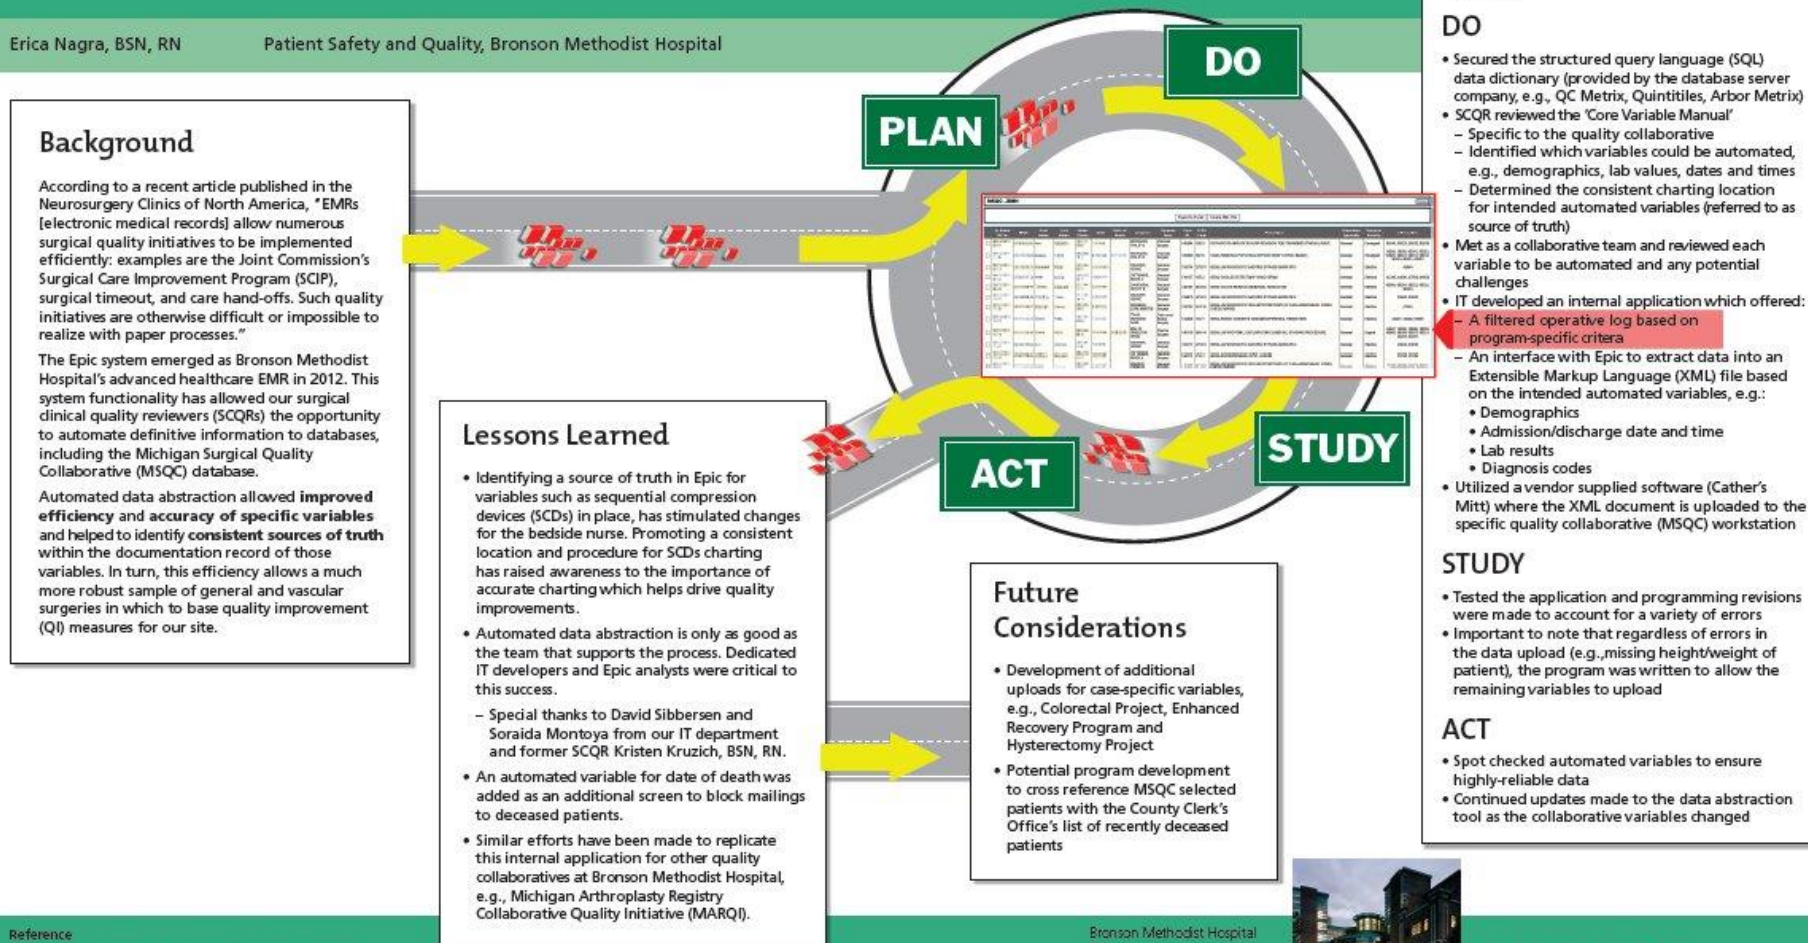 Erica Nagra, BSN, RN
Patient Safety and Quality, Bronson Methodist Hospital
Background
According to a recent article published in the
Neurosurgery Clinics of North America, "EMRs
[electronic medical records] allow numerous
surgical quality initiatives to be implemented
efficiently: examples are the Joint Commission's
Surgical Care Improvement Program (SCIP),
surgical timeout, and care hand-offs. Such quality
initiatives are otherwise difficult or impossible to
realize with paper processes."
The Epic system emerged as Bronson Methodist
Hospital's advanced healthcare EMR in 2012. This
system functionality has allowed our surgical
clinical quality reviewers (SCQRs) the opportunity
to automate definitive information to databases,
including the Michigan Surgical Quality
Collaborative (MSQC) database.
Automated data abstraction allowed improved
efficiency and accuracy of specific variables
and helped to identify consistent sources of truth
within the documentation record of those
variables. In turn, this efficiency allows a much
more robust sample of general and vascular
surgeries in which to base quality improvement
(QI) measures for our site.
PLAN
DO
STUDY
ACT
Lessons Learned
• Identifying a source of truth in Epic for
variables such as sequential compression
devices (SCDs) in place, has stimulated changes
for the bedside nurse. Promoting a consistent
location and procedure for SCDs charting
has raised awareness to the importance of
accurate charting which helps drive quality
improvements.
• Automated data abstraction is only as good as
the team that supports the process. Dedicated
IT developers and Epic analysts were critical to
this success.
– Special thanks to David Sibbersen and
Soraida Montoya from our IT department
and former SCQR Kristen Kruzich, BSN, RN.
• An automated variable for date of death was
added as an additional screen to block mailings
to deceased patients.
• Similar efforts have been made to replicate
this internal application for other quality
collaboratives at Bronson Methodist Hospital,
e.g., Michigan Arthroplasty Registry
Collaborative Quality Initiative (MARQI).
Future
Considerations
• Development of additional
uploads for case-specific variables,
e.g., Colorectal Project, Enhanced
Recovery Program and
Hysterectomy Project
• Potential program development
to cross reference MSQC selected
patients with the County Clerk's
Office's list of recently deceased
patients
DO
• Secured the structured query language (SQL)
data dictionary (provided by the database server
company, e.g., QC Metrix, Quintitiles, Arbor Metrix)
• SCQR reviewed the 'Core Variable Manual'
– Specific to the quality collaborative
– Identified which variables could be automated,
e.g., demographics, lab values, dates and times
– Determined the consistent charting location
for intended automated variables (referred to as
source of truth)
• Met as a collaborative team and reviewed each
variable to be automated and any potential
challenges
• IT developed an internal application which offered:
– A filtered operative log based on
program-specific critera
– An interface with Epic to extract data into an
Extensible Markup Language (XML) file based
on the intended automated variables, e.g.:
• Demographics
• Admission/discharge date and time
• Lab results
• Diagnosis codes
• Utilized a vendor supplied software (Cather's
Mitt) where the XML document is uploaded to the
specific quality collaborative (MSQC) workstation
STUDY
• Tested the application and programming revisions
were made to account for a variety of errors
• Important to note that regardless of errors in
the data upload (e.g.,missing height/weight of
patient), the program was written to allow the
remaining variables to upload
ACT
• Spot checked automated variables to ensure
highly-reliable data
• Continued updates made to the data abstraction
tool as the collaborative variables changed
Reference
Bronson Methodist Hospital